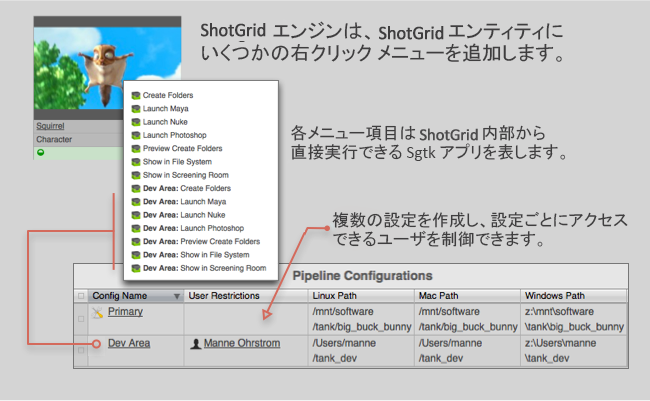 ShotGrid エンジンは、ShotGrid エンティティに
いくつかの右クリック メニューを追加します。
Squirrel
Character
Create Folders
Launch Maya
Launch Nuke
Launch Photoshop
Preview Create Folders
Show in File System
Show in Screening Room
Dev Area: Create Folders
Dev Area: Launch Maya
Dev Area: Launch Nuke
Dev Area: Launch Photoshop
Dev Area: Preview Create Folders
Dev Area: Show in File System
Dev Area: Show in Screening Room
各メニュー項目は ShotGrid 内部から
直接実行できる Sgtk アプリを表します。
複数の設定を作成し、設定ごとにアクセス
できるユーザを制御できます。
Pipeline Configurations
Config Name User Restrictions Linux Path Mac Path Windows Path
Primary /mnt/software /mnt/software z:\mnt\software
/tank/big_buck_bunny /tank/big_buck_bunny \tank\big_buck_bunny
Dev Area Manne Ohrstrom /Users/manne /Users/manne z:\Users\manne
/tank_dev /tank_dev \tank_dev